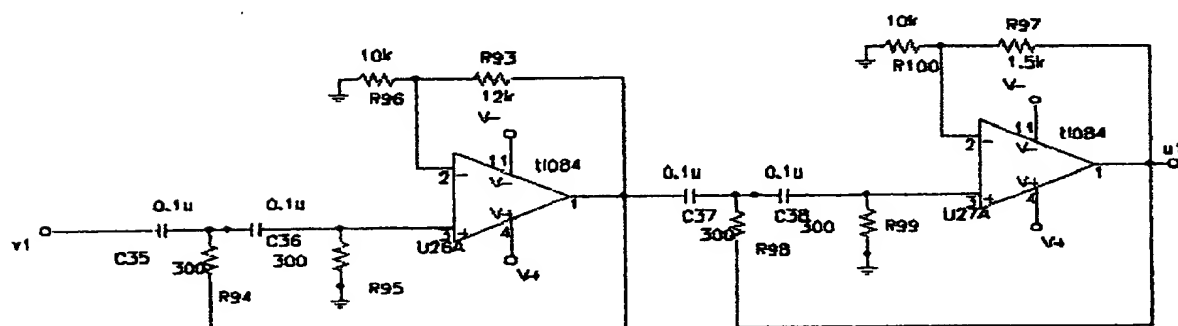 10k
R93
R96
12k
V-
11
tl084
2
V-
V+
1
3
4
U26A
V+
v1
0.1u
0.1u
C35
C36
300
300
R94
R95
10k
R97
R100
1.5k
V-
11
tl084
2
V-
V+
1
3
4
U27A
V+
0.1u
0.1u
C37
C38
300
300
R98
R99